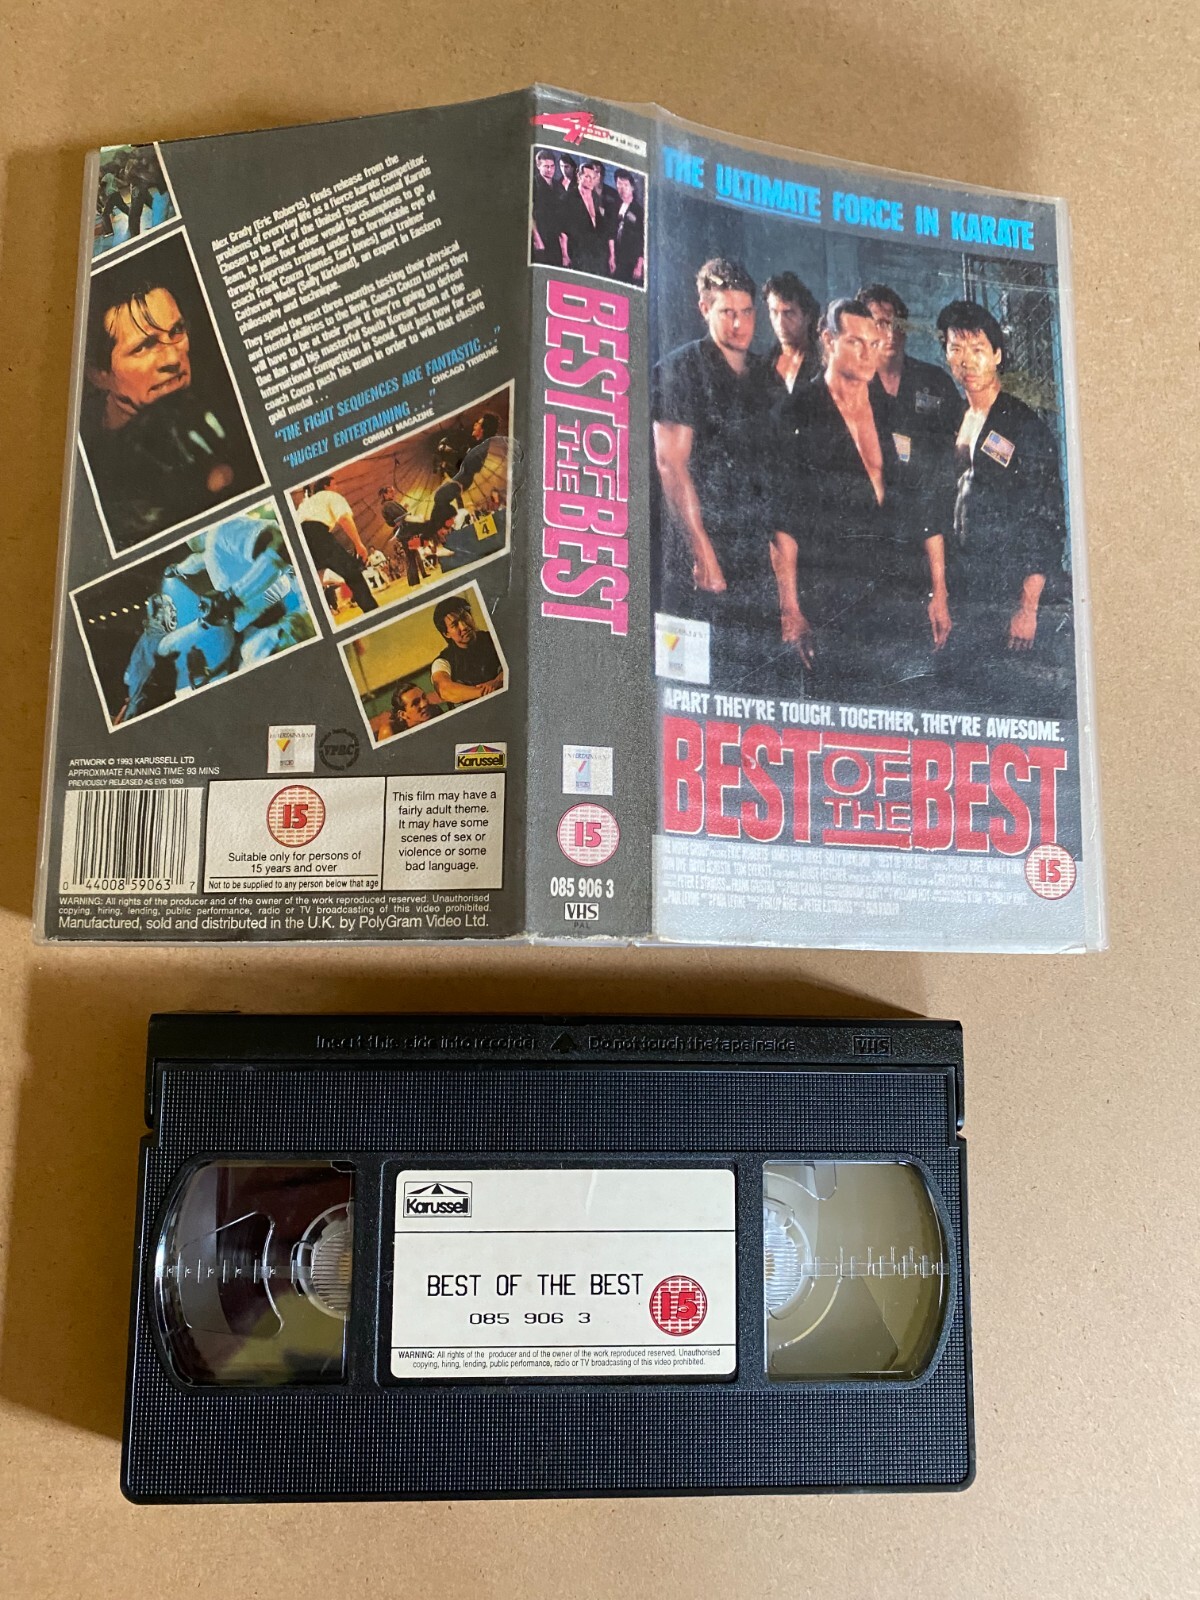 Alex Grady (Eric Roberts), finds release from the
problems of everyday life as a fierce karate competitor.
Chosen to be part of the United States National Karate
Team, he joins four other would be champions to go
through rigorous training under the formidable eye of
coach Frank Couzo (James Earl Jones) and trainer
Catherine Wade (Sally Kirkland), an expert in Eastern
philosophy and technique.
They spend the next three months testing their physical
and mental abilities to the limit. Coach Couzo knows they
will have to be at their peak if they're going to defeat
Dae Han and his masterful South Korean team at the
international competition in Seoul. But just how far can
coach Couzo push his team in order to win that elusive
gold medal...
"THE FIGHT SEQUENCES ARE FANTASTIC..."
CHICAGO TRIBUNE
"HUGELY ENTERTAINING..."
COMBAT MAGAZINE
4
ARTWORK © 1993 KARUSSELL LTD
APPROXIMATE RUNNING TIME: 93 MINS
PREVIOUSLY RELEASED AS EVS 1050
ENTERTAINMENT
VPRC
Karussell
0 44008 59063 7
15
Suitable only for persons of
15 years and over
Not to be supplied to any person below that age
This film may have a
fairly adult theme.
It may have some
scenes of sex or
violence or some
bad language.
WARNING: All rights of the producer and of the owner of the work reproduced reserved. Unauthorised
copying, hiring, lending, public performance, radio or TV broadcasting of this video prohibited.
Manufactured, sold and distributed in the U.K. by PolyGram Video Ltd.
4 Front Video
BEST OF THE BEST
ENTERTAINMENT
15
085 906 3
VHS
PAL
THE ULTIMATE FORCE IN KARATE
APART THEY'RE TOUGH. TOGETHER, THEY'RE AWESOME.
BEST OF THE BEST
15
Insert this side into recorder
Do not touch the tape inside
VHS
Karussell
BEST OF THE BEST
085 906 3
15
WARNING: All rights of the producer and of the owner of the work reproduced reserved. Unauthorised
copying, hiring, lending, public performance, radio or TV broadcasting of this video prohibited.